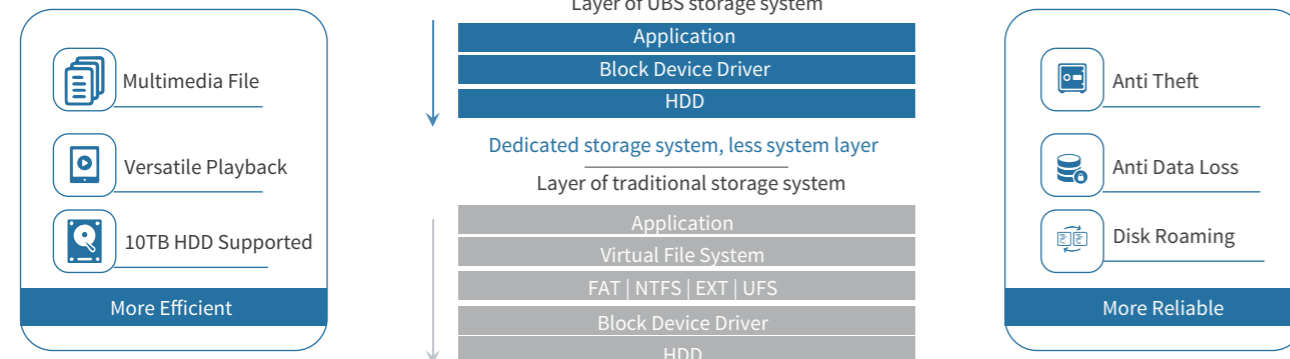 Multimedia File
Versatile Playback
10TB HDD Supported
More Efficient
Layer of UBS storage system
Application
Block Device Driver
HDD
Dedicated storage system, less system layer
Layer of traditional storage system
Application
Virtual File System
FAT | NTFS | EXT | UFS
Block Device Driver
HDD
Anti Theft
Anti Data Loss
Disk Roaming
More Reliable